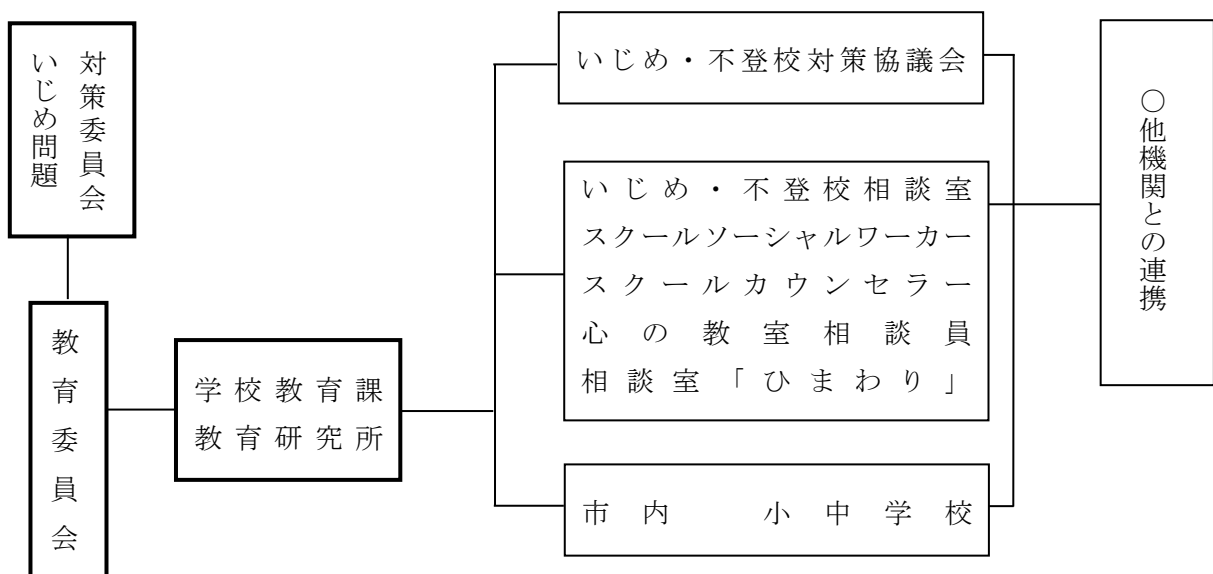 いじめ問題
対策委員会
教育委員会
学校教育課
教育研究所
いじめ・不登校対策協議会
いじめ・不登校相談室
スクールソーシャルワーカー
スクールカウンセラー
心の教室相談員
相談室「ひまわり」
市内　小中学校
○他機関との連携